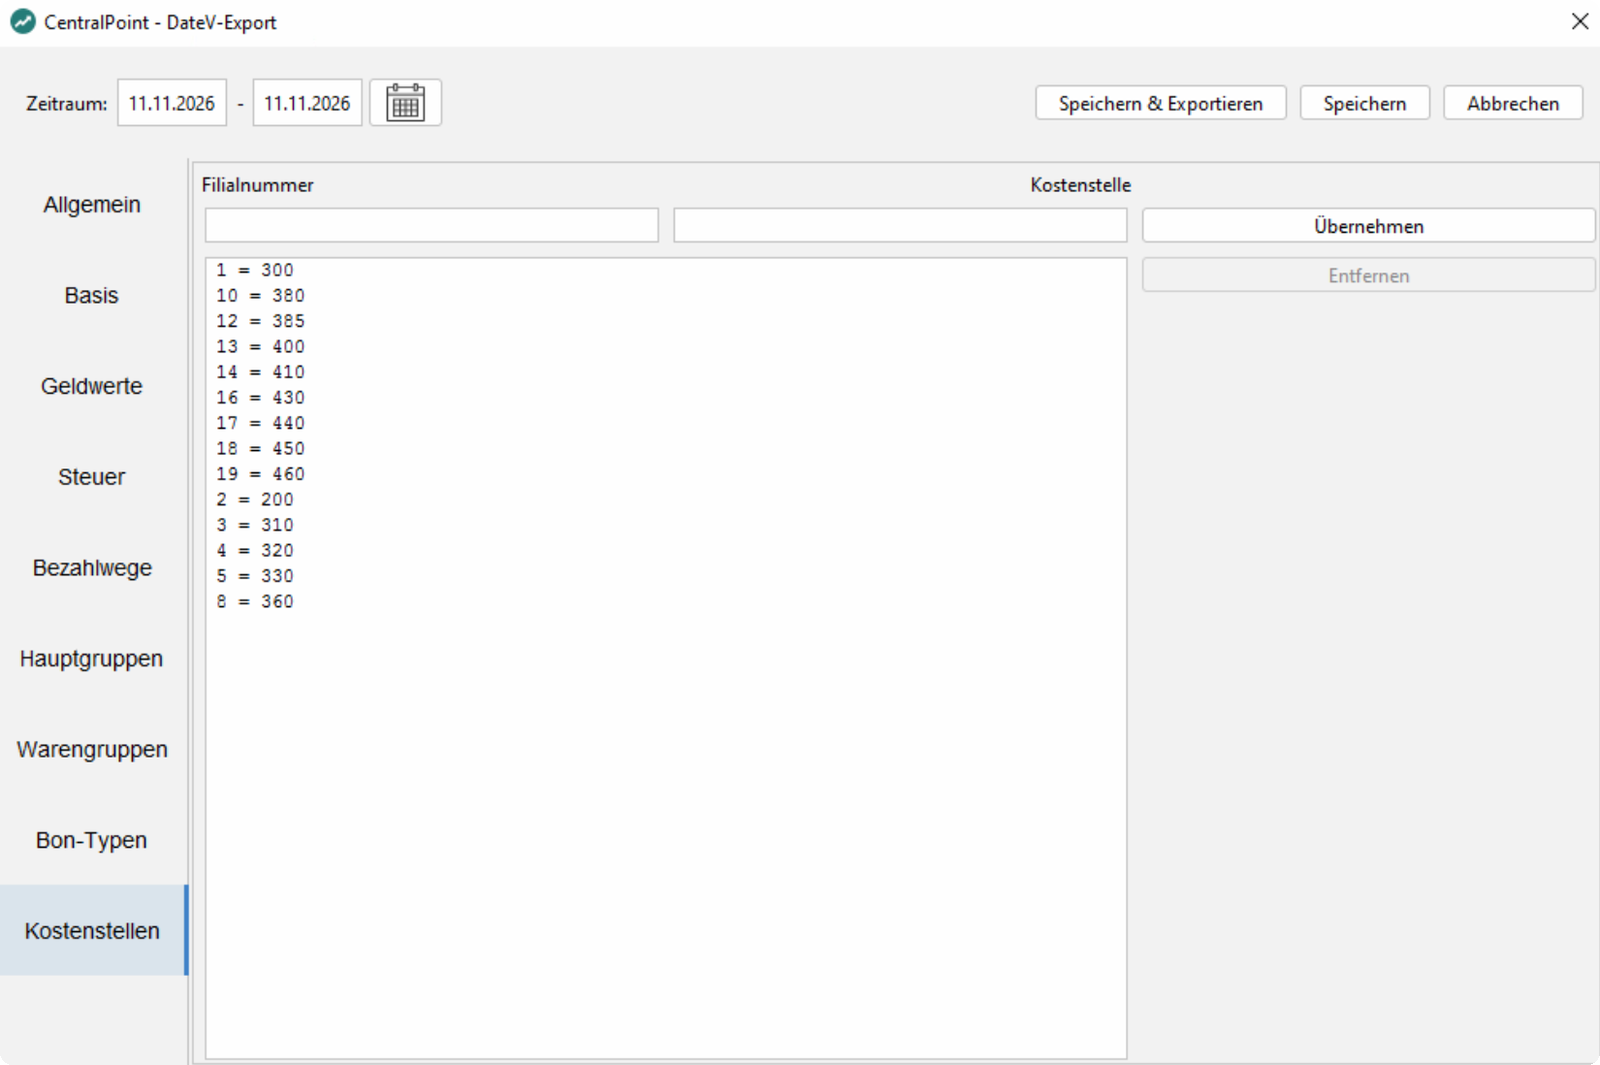 CentralPoint - DateV-Export
Zeitraum: 11.11.2026 - 11.11.2026
Speichern & Exportieren
Speichern
Abbrechen
Allgemein
Basis
Geldwerte
Steuer
Bezahlwege
Hauptgruppen
Warengruppen
Bon-Typen
Kostenstellen
Filialnummer
Kostenstelle
Übernehmen
Entfernen
1 = 300
10 = 380
12 = 385
13 = 400
14 = 410
16 = 430
17 = 440
18 = 450
19 = 460
2 = 200
3 = 310
4 = 320
5 = 330
8 = 360